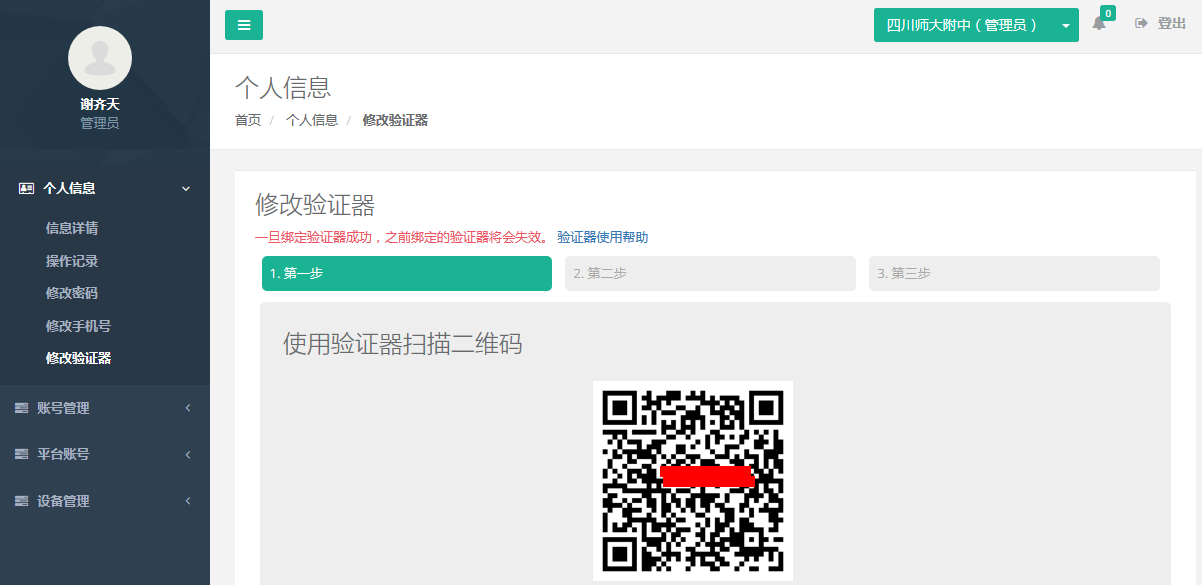 四川师大附中（管理员）
0
登出
谢齐天
管理员
个人信息
信息详情
操作记录
修改密码
修改手机号
修改验证器
账号管理
平台账号
设备管理
个人信息
首页 / 个人信息 / 修改验证器
修改验证器
一旦绑定验证器成功，之前绑定的验证器将会失效。 验证器使用帮助
1. 第一步
2. 第二步
3. 第三步
使用验证器扫描二维码